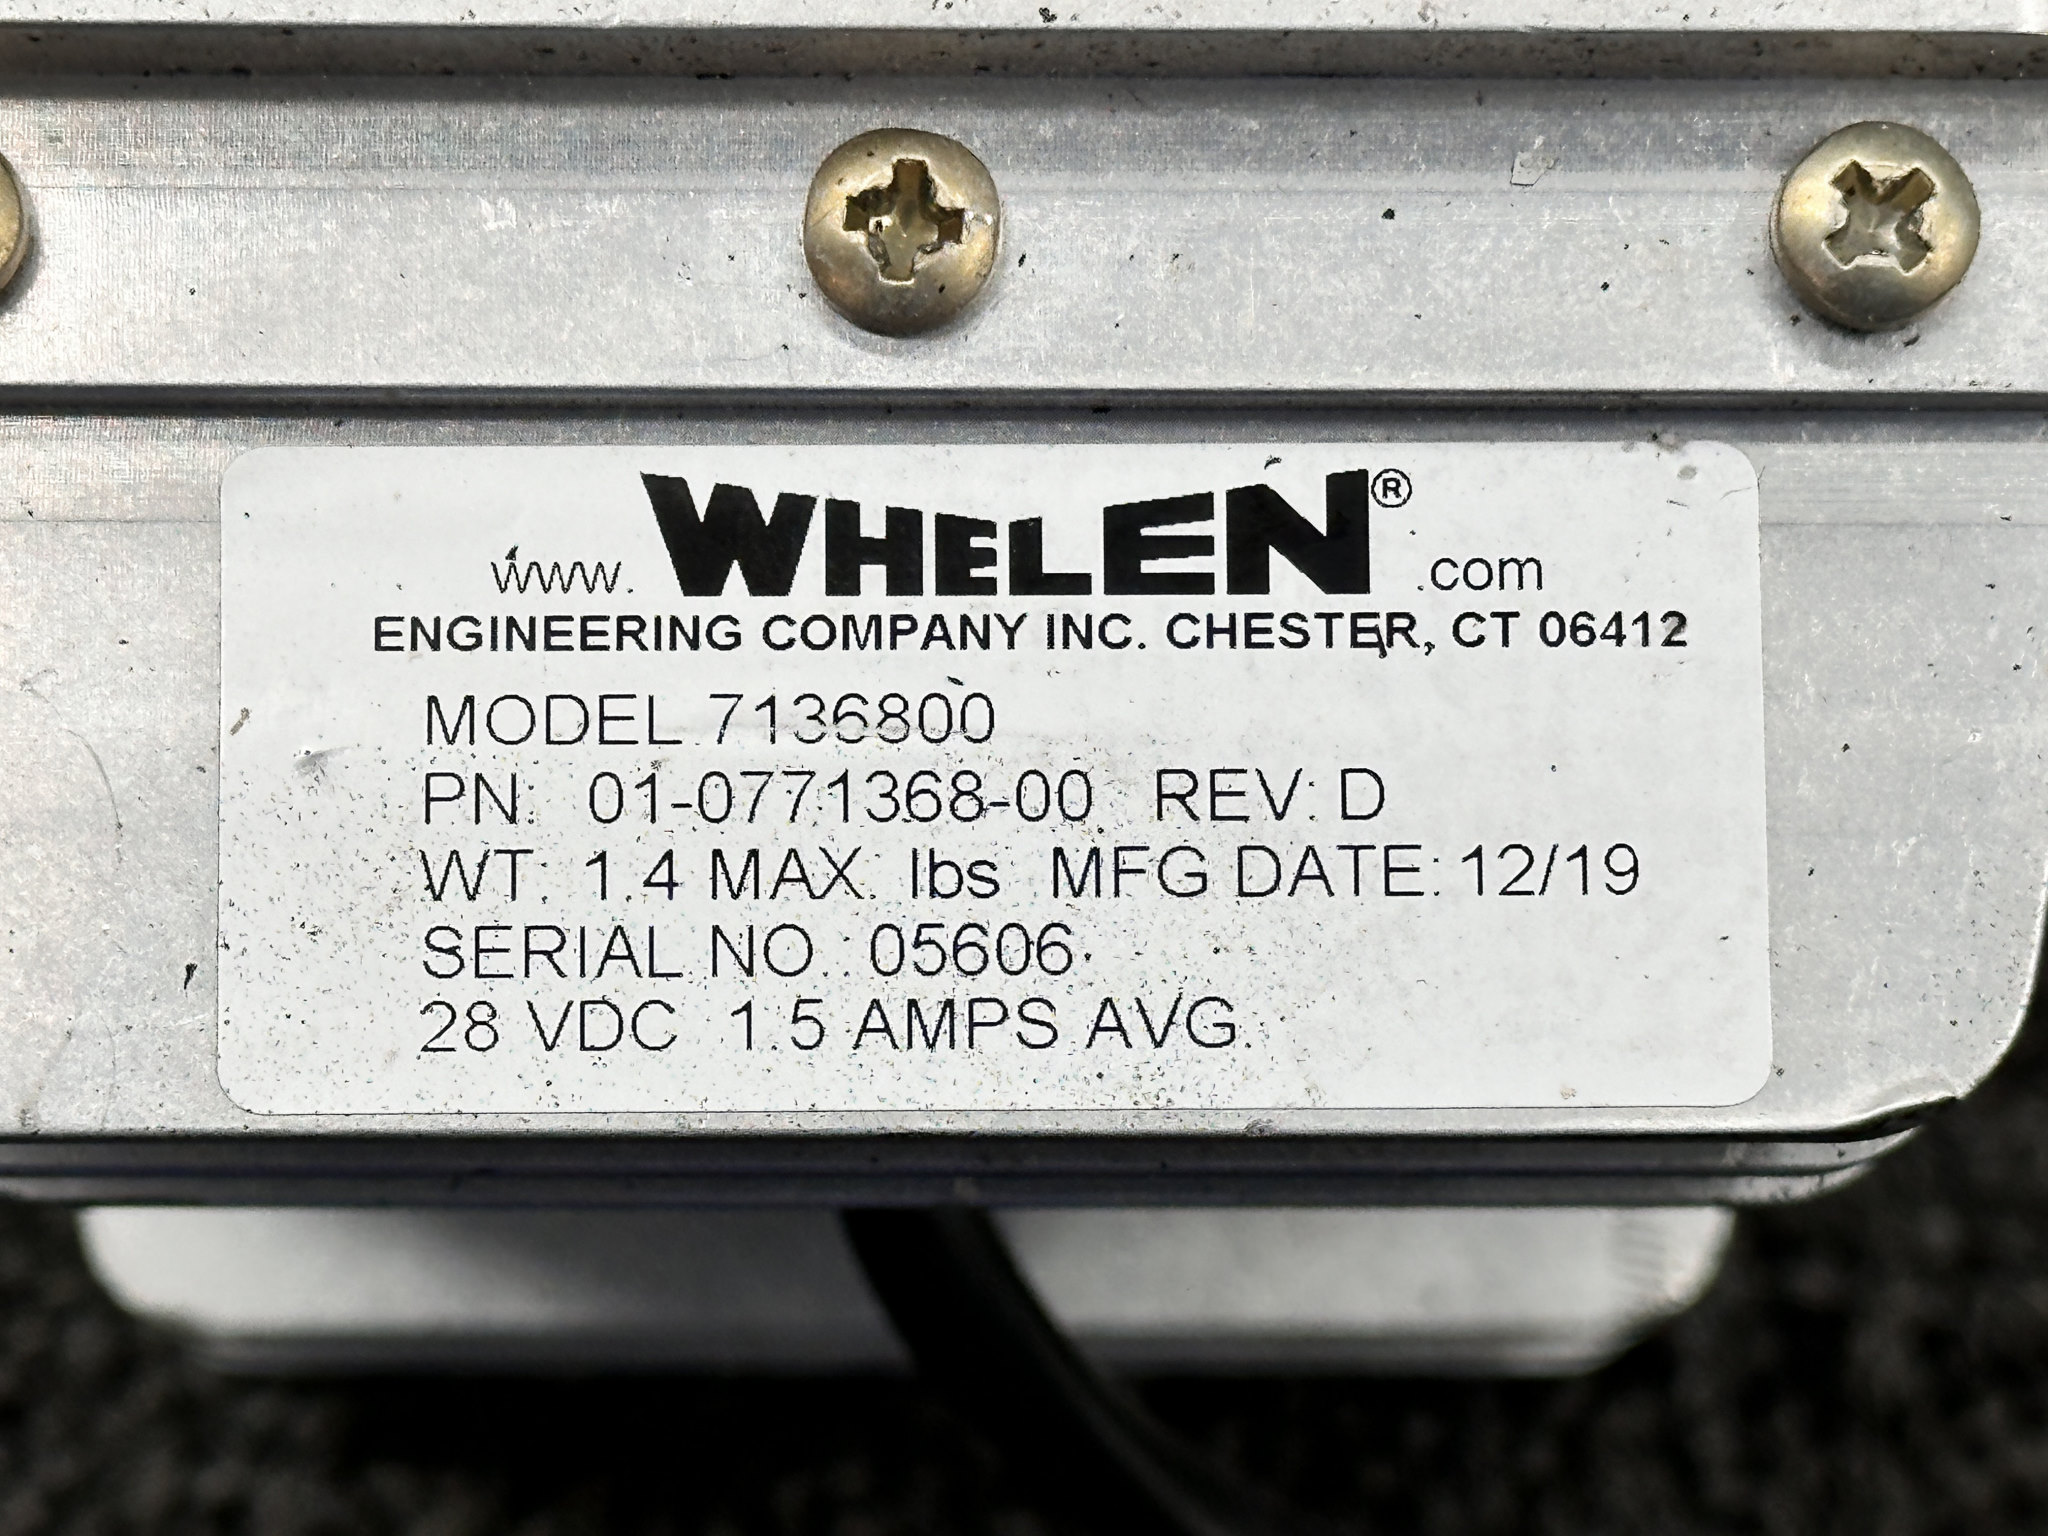 www.WHELEN®.com
ENGINEERING COMPANY INC. CHESTER, CT 06412
MODEL 7136800
PN: 01-0771368-00 REV: D
WT: 1.4 MAX. lbs MFG DATE: 12/19
SERIAL NO.: 05606
28 VDC 1.5 AMPS AVG.